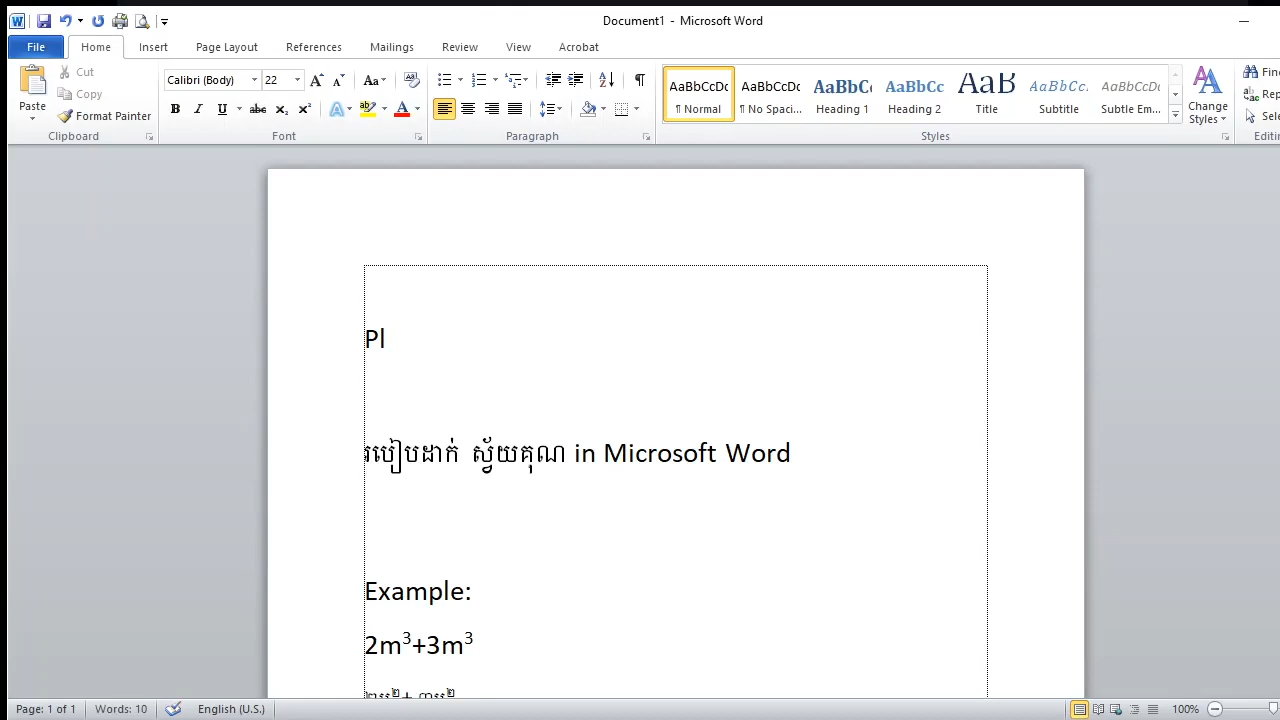 Document1 - Microsoft Word
File Home Insert Page Layout References Mailings Review View Acrobat
Paste Cut Copy Format Painter Clipboard
Calibri (Body) 22 Font
Paragraph
AaBbCcDc ¶ Normal AaBbCcDc ¶ No Spaci... AaBbC Heading 1 AaBbCc Heading 2 AaB Title AaBbCc. Subtitle AaBbCcDc Subtle Em... Styles
Change Styles
Pl
របៀបដាក់ ស្វ័យគុណ in Microsoft Word
Example:
2m³+3m³
Page: 1 of 1 Words: 10 English (U.S.) 100%